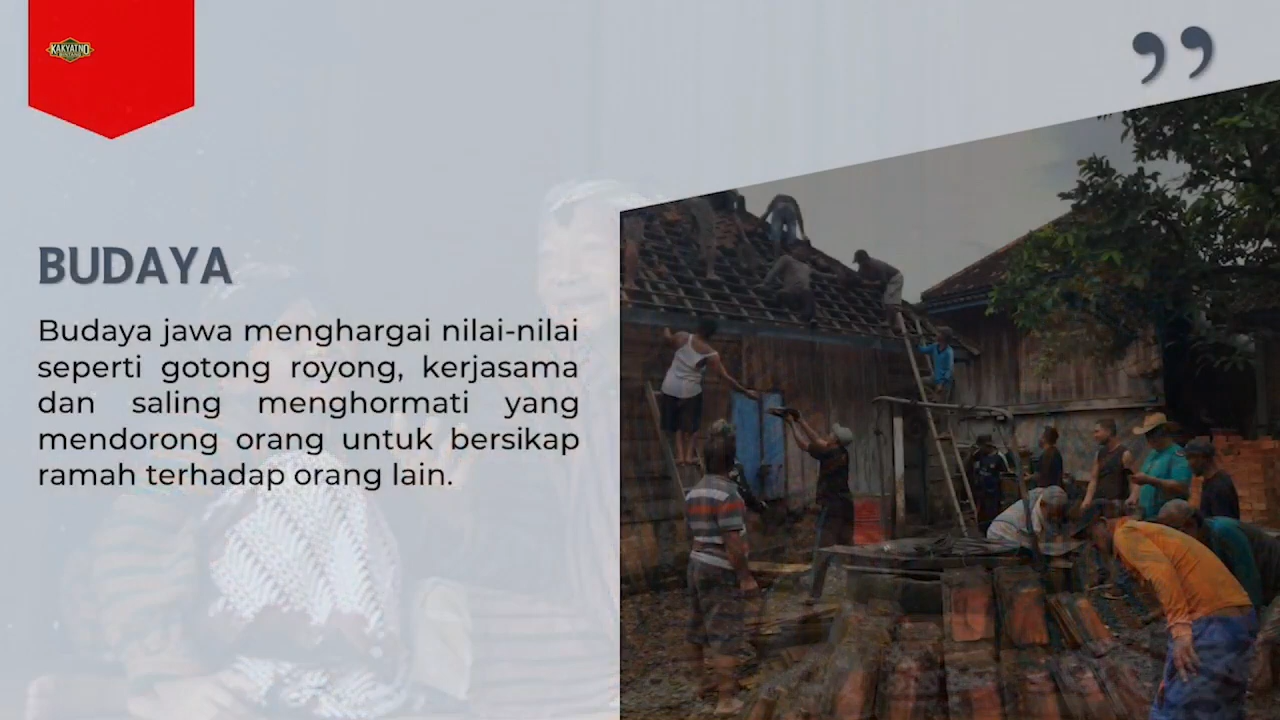 KAKYATNO
BUDAYA
Budaya jawa menghargai nilai-nilai
seperti gotong royong, kerjasama
dan saling menghormati yang
mendorong orang untuk bersikap
ramah terhadap orang lain.